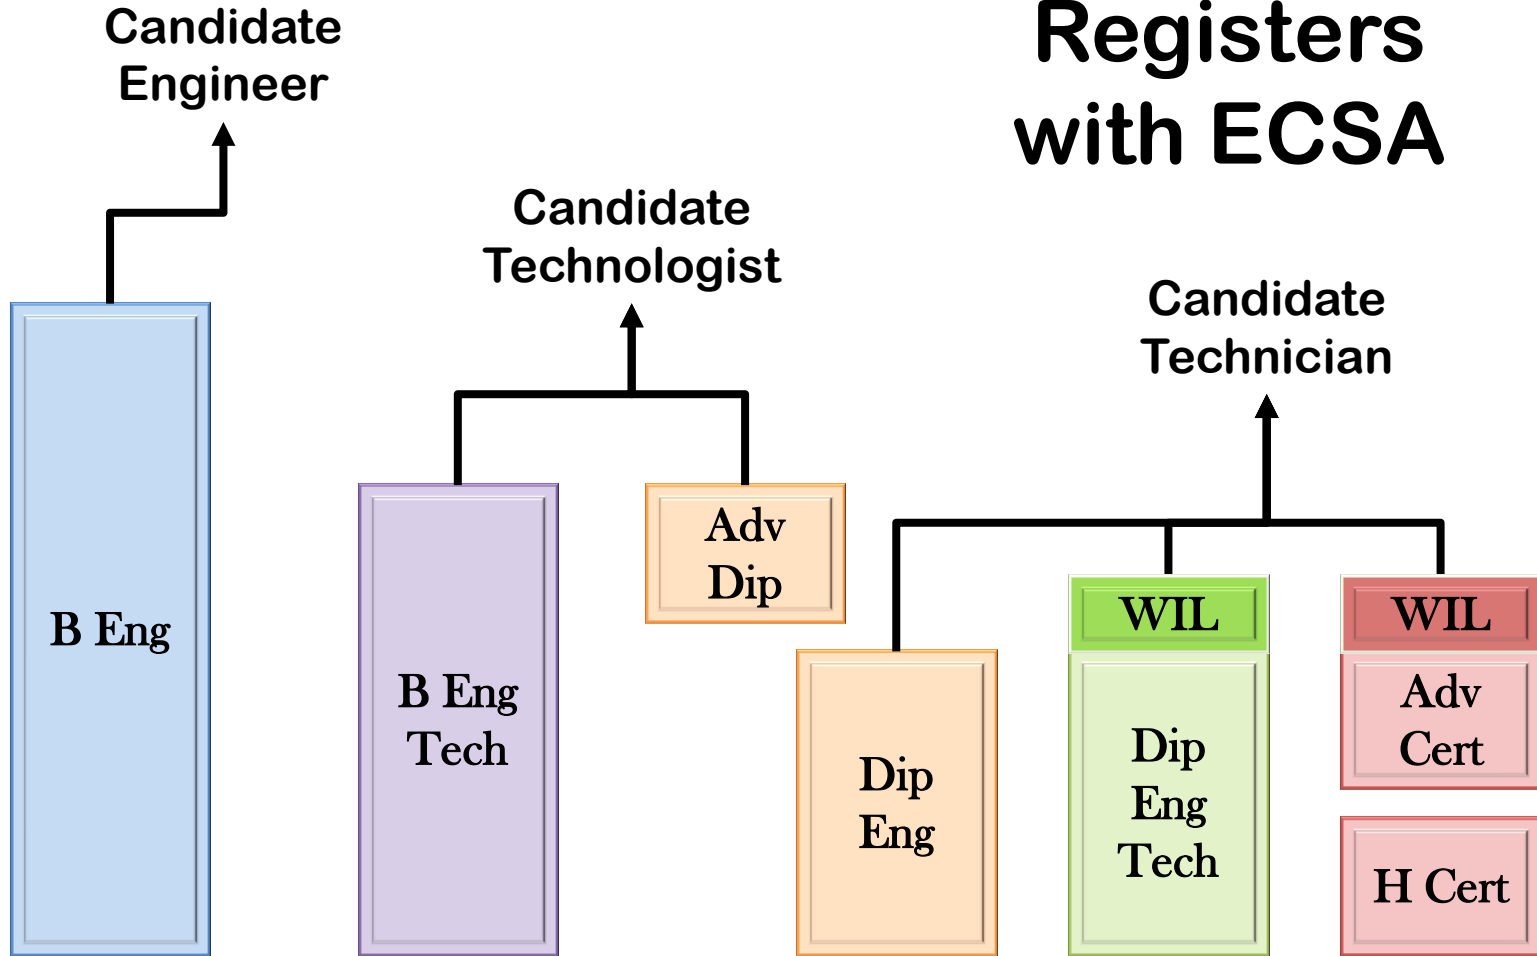 Registers
with ECSA
Candidate
Engineer
Candidate
Technologist
Candidate
Technician
B Eng
B Eng
Tech
Adv
Dip
Dip
Eng
WIL
Dip
Eng
Tech
WIL
Adv
Cert
H Cert